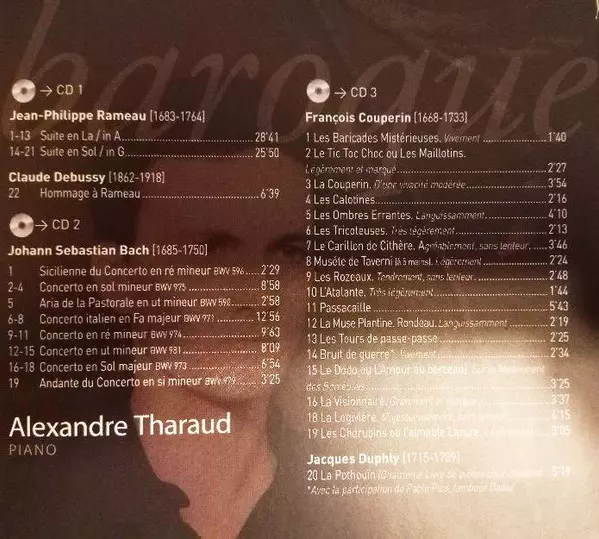 baroque
→ CD 1
Jean-Philippe Rameau (1683-1764)
1-13 Suite en La / in A 28'41
14-21 Suite en Sol / in G 25'50
Claude Debussy (1862-1918)
22 Hommage à Rameau 6'39
→ CD 2
Johann Sebastian Bach (1685-1750)
1 Sicilienne du Concerto en ré mineur BWV 596 2'29
2-4 Concerto en sol mineur BWV 975 8'58
5 Aria de la Pastorale en ut mineur BWV 590 2'58
6-8 Concerto italien en Fa majeur BWV 971 12'56
9-11 Concerto en ré mineur BWV 974 9'63
12-15 Concerto en ut mineur BWV 981 8'09
16-18 Concerto en Sol majeur BWV 973 6'54
19 Andante du Concerto en si mineur BWV 979 3'25
Alexandre Tharaud
PIANO
→ CD 3
François Couperin (1668-1733)
1 Les Baricades Mistérieuses. Vivement 1'40
2 Le Tic Toc Choc ou Les Maillotins.
Légèrement et marqué 2'27
3 La Couperin. D'une vivacité modérée 3'54
4 Les Calotines. 2'16
5 Les Ombres Errantes. Languissamment 4'10
6 Les Tricoteuses. Très légèrement 2'13
7 Le Carillon de Cithère. Agréablement, sans lenteur. 3'46
8 Muséte de Taverni Légèrement 2'24
9 Les Rozeaux. Tendrement, sans lenteur. 2'48
10 L'Atalante. Très légèrement 1'44
11 Passacaille 5'43
12 La Muse Plantine. Rondeau. Languissamment 2'19
13 Les Tours de passe-passe 2'25
14 Bruit de guerre*. Vivement 2'34
15 Le Dodo ou L'Amour au berceau.
3'25
16 La Visionnaire. 3'37
18 La Logivière. 4'15
19 Les Chérubins ou l'aimable Lazure. 3'05
Jacques Duphly (1715-1789)
20 La Pothouïn 5'19
*Avec la participation de Pablo Pico,